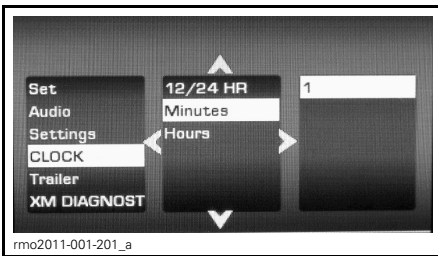 Set
Audio
Settings
CLOCK
Trailer
XM DIAGNOST
12/24 HR
Minutes
Hours
1
rmo2011-001-201_a